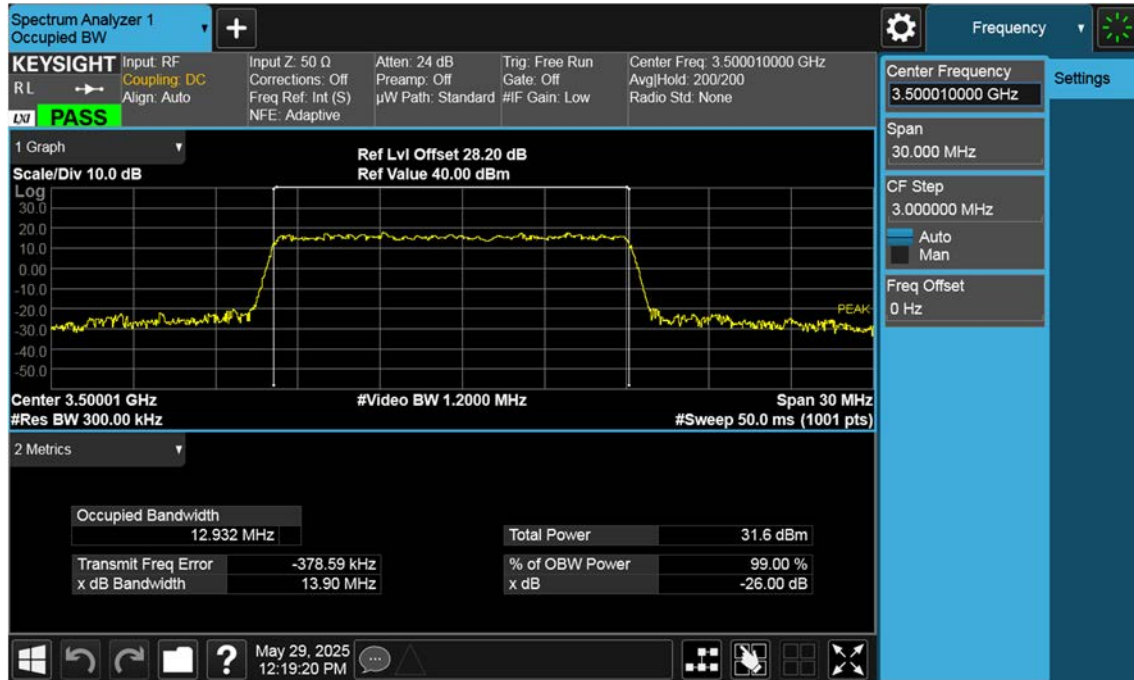 Spectrum Analyzer 1
Occupied BW
+
Frequency
KEYSIGHT
R L
LXI
PASS
Input: RF
Coupling: DC
Align: Auto
Input Z: 50 Ω
Corrections: Off
Freq Ref: Int (S)
NFE: Adaptive
Atten: 24 dB
Preamp: Off
µW Path: Standard
Trig: Free Run
Gate: Off
#IF Gain: Low
Center Freq: 3.500010000 GHz
Avg|Hold: 200/200
Radio Std: None
Center Frequency
3.500010000 GHz
Settings
Span
30.000 MHz
CF Step
3.000000 MHz
Auto
Man
Freq Offset
0 Hz
1 Graph
Scale/Div 10.0 dB
Ref Lvl Offset 28.20 dB
Ref Value 40.00 dBm
Log
30.0
20.0
10.0
0.00
-10.0
-20.0
-30.0
-40.0
-50.0
PEAK
Center 3.50001 GHz
#Video BW 1.2000 MHz
Span 30 MHz
#Res BW 300.00 kHz
#Sweep 50.0 ms (1001 pts)
2 Metrics
Occupied Bandwidth
12.932 MHz
Total Power 31.6 dBm
Transmit Freq Error -378.59 kHz
% of OBW Power 99.00 %
x dB Bandwidth 13.90 MHz
x dB -26.00 dB
?
May 29, 2025
12:19:20 PM